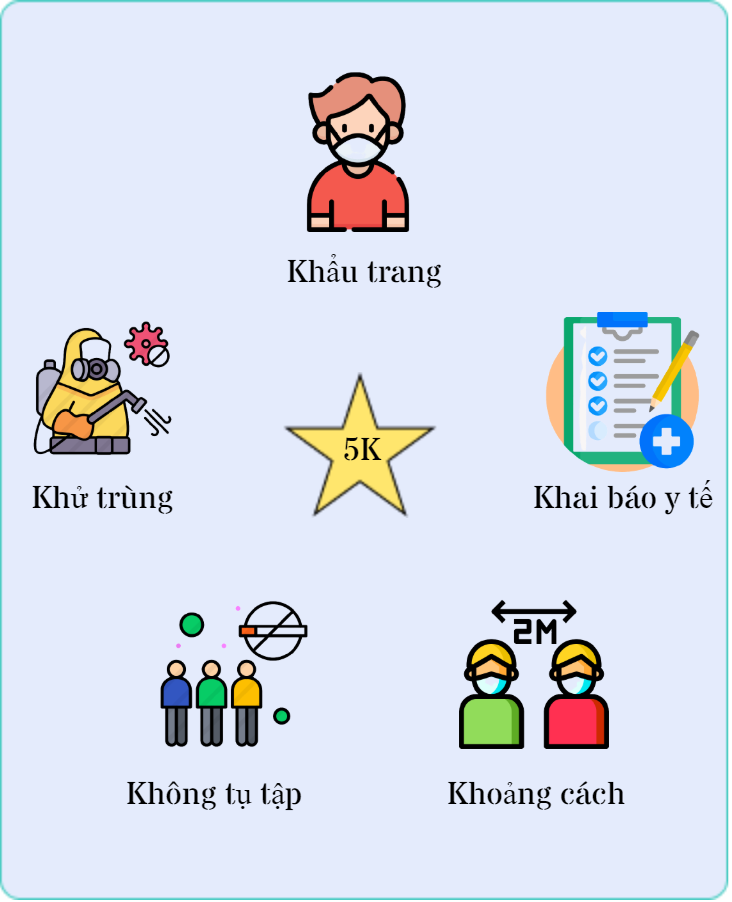 Khẩu trang
Khử trùng
5K
Khai báo y tế
2M
Không tụ tập
Khoảng cách